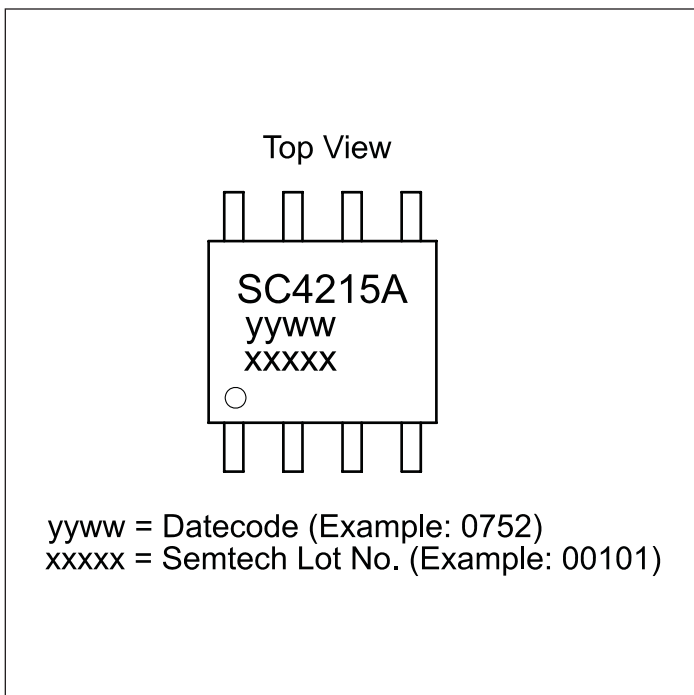 Top View
SC4215A
yyww
xxxxx
yyww = Datecode (Example: 0752)
xxxxx = Semtech Lot No. (Example: 00101)